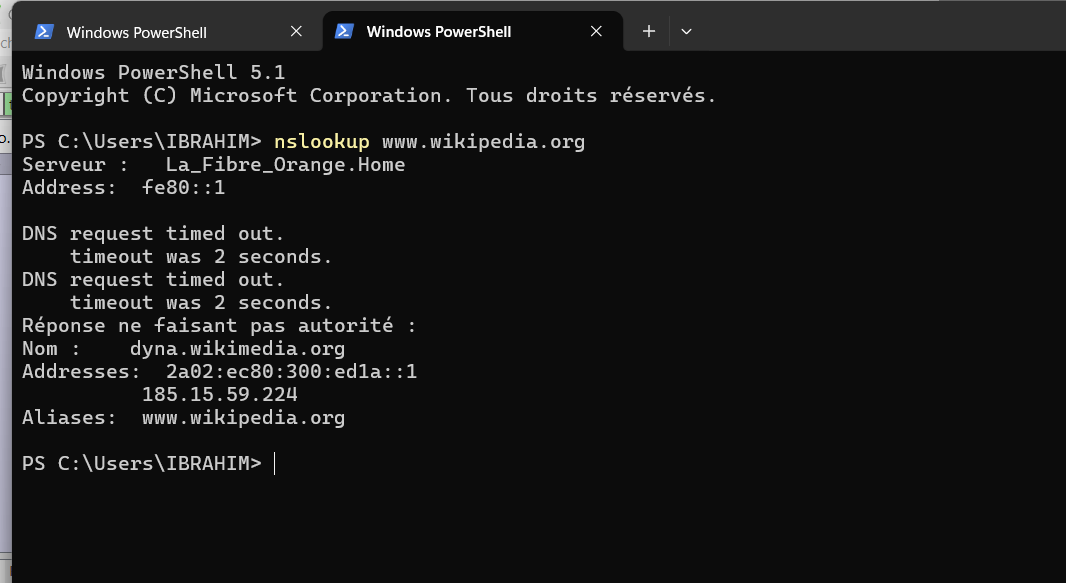 Windows PowerShell
Windows PowerShell
Windows PowerShell 5.1
Copyright (C) Microsoft Corporation. Tous droits réservés.
PS C:\Users\IBRAHIM> nslookup www.wikipedia.org
Serveur :   La_Fibre_Orange.Home
Address:  fe80::1
DNS request timed out.
    timeout was 2 seconds.
DNS request timed out.
    timeout was 2 seconds.
Réponse ne faisant pas autorité :
Nom :    dyna.wikimedia.org
Addresses:  2a02:ec80:300:ed1a::1
          185.15.59.224
Aliases:  www.wikipedia.org
PS C:\Users\IBRAHIM>